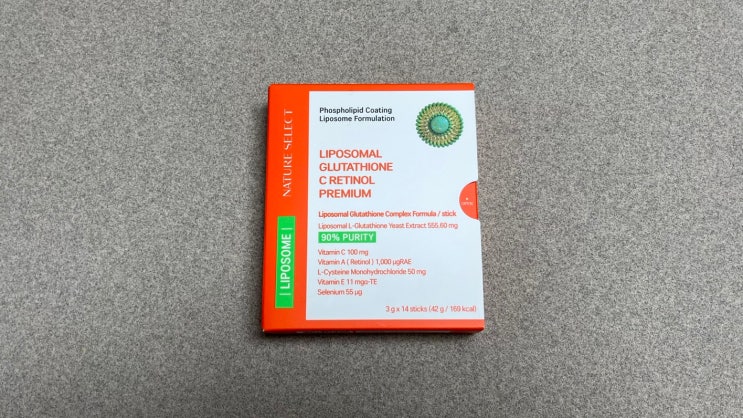 NATURE SELECT
| LIPOSOME |
Phospholipid Coating
Liposome Formulation
LIPOSOMAL
GLUTATHIONE
C RETINOL
PREMIUM
Liposomal Glutathione Complex Formula / stick
Liposomal L-Glutathione Yeast Extract 555.60 mg
90% PURITY
Vitamin C 100 mg
Vitamin A ( Retinol ) 1,000 μgRAE
L-Cysteine Monohydrochloride 50 mg
Vitamin E 11 mgα-TE
Selenium 55 μg
3 g x 14 sticks (42 g / 169 kcal)
OPEN